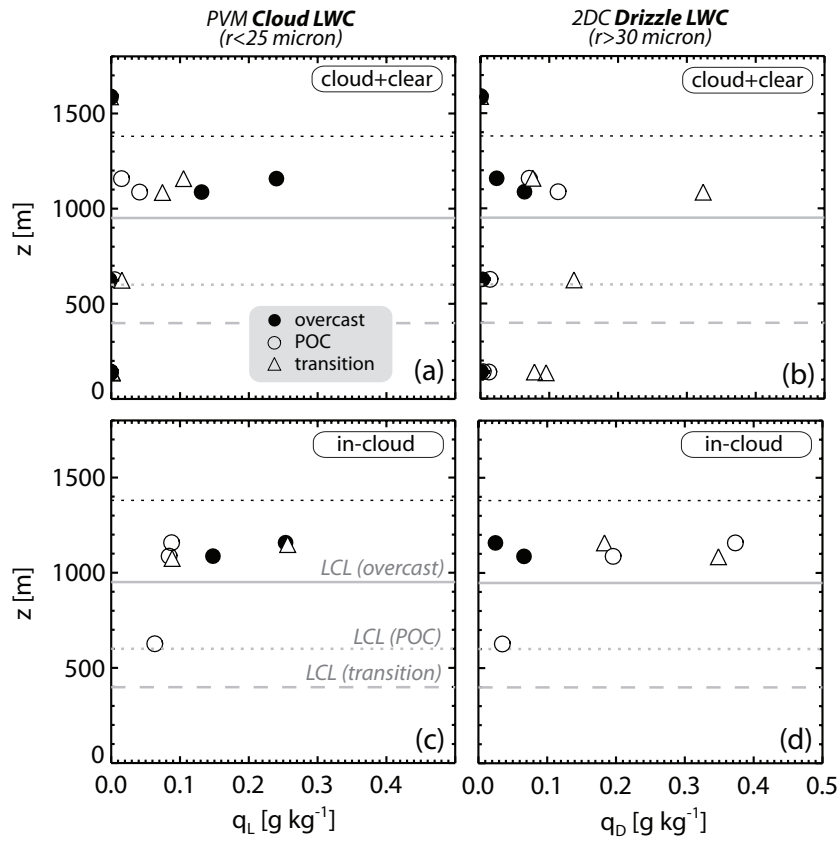 PVM Cloud LWC
(r<25 micron)
2DC Drizzle LWC
(r>30 micron)
cloud+clear
cloud+clear
1500
1000
500
0
z [m]
overcast
POC
transition
(a)
(b)
in-cloud
in-cloud
1500
1000
500
0
z [m]
LCL (overcast)
LCL (POC)
LCL (transition)
(c)
(d)
0.0 0.1 0.2 0.3 0.4
0.0 0.1 0.2 0.3 0.4 0.5
qL [g kg⁻¹]
qD [g kg⁻¹]